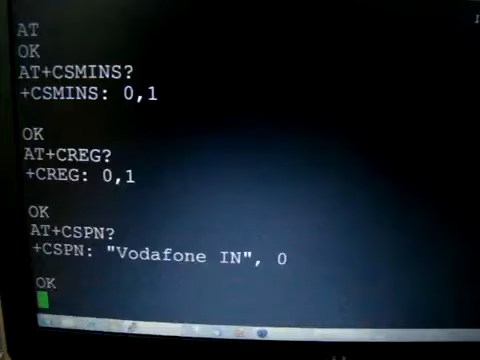 AT
OK
AT+CSMINS?
+CSMINS: 0,1
OK
AT+CREG?
+CREG: 0,1
OK
AT+CSPN?
+CSPN: "Vodafone IN", 0
OK